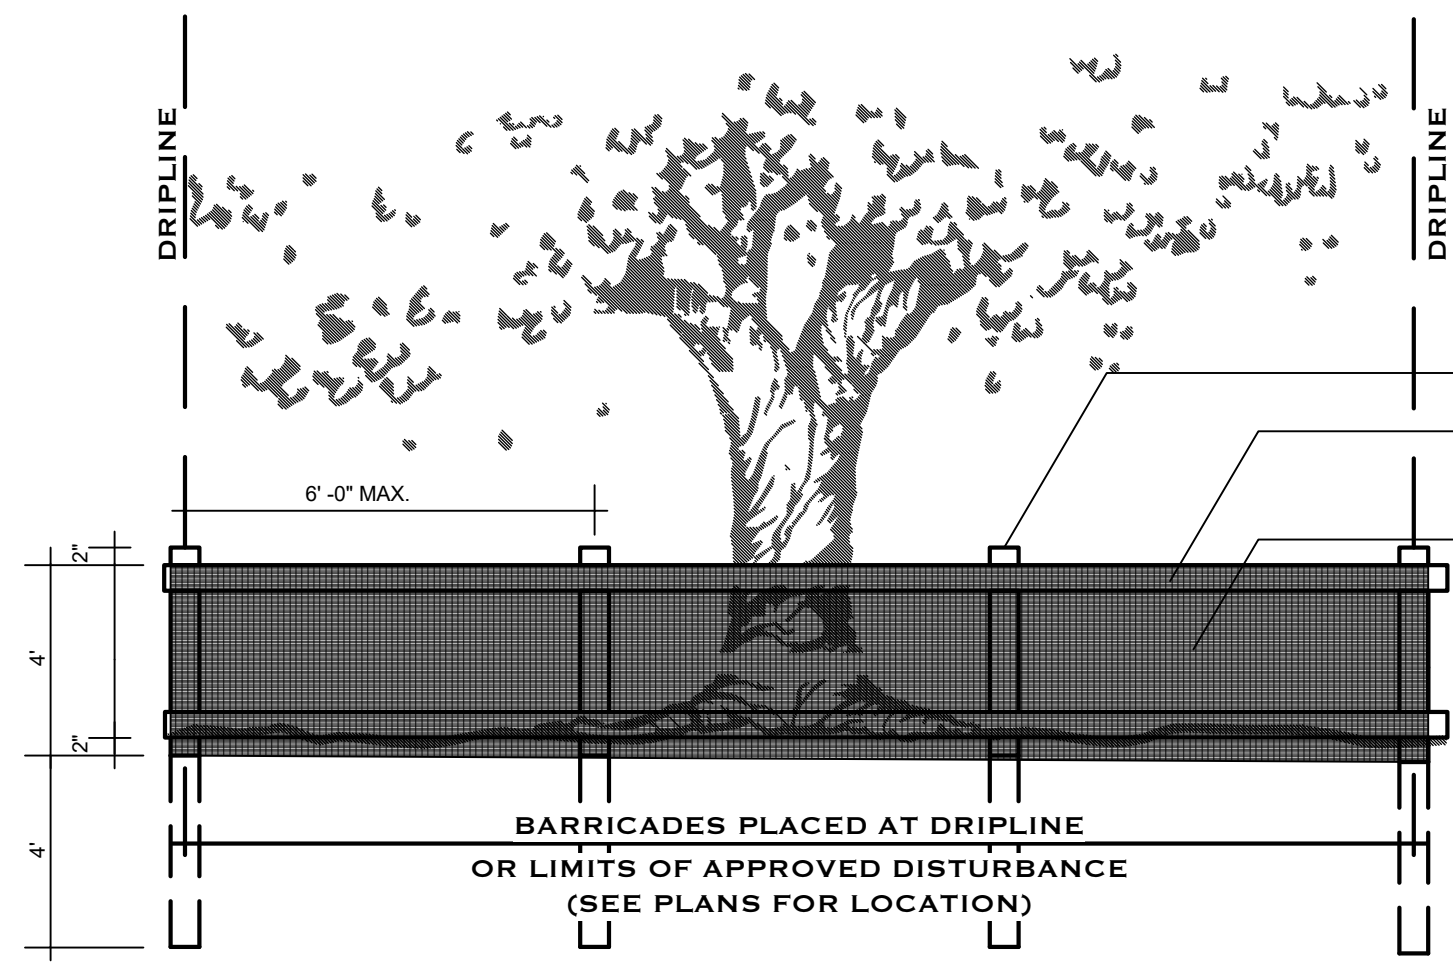 DRIPLINE
DRIPLINE
6' -0" MAX.
2"
4'
2"
4'
BARRICADES PLACED AT DRIPLINE
OR LIMITS OF APPROVED DISTURBANCE
(SEE PLANS FOR LOCATION)